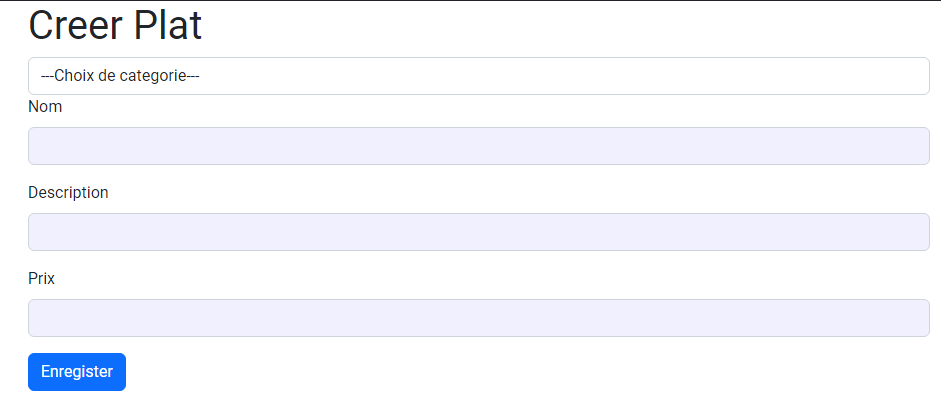 Creer Plat
---Choix de categorie---
Nom
Description
Prix
Enregister